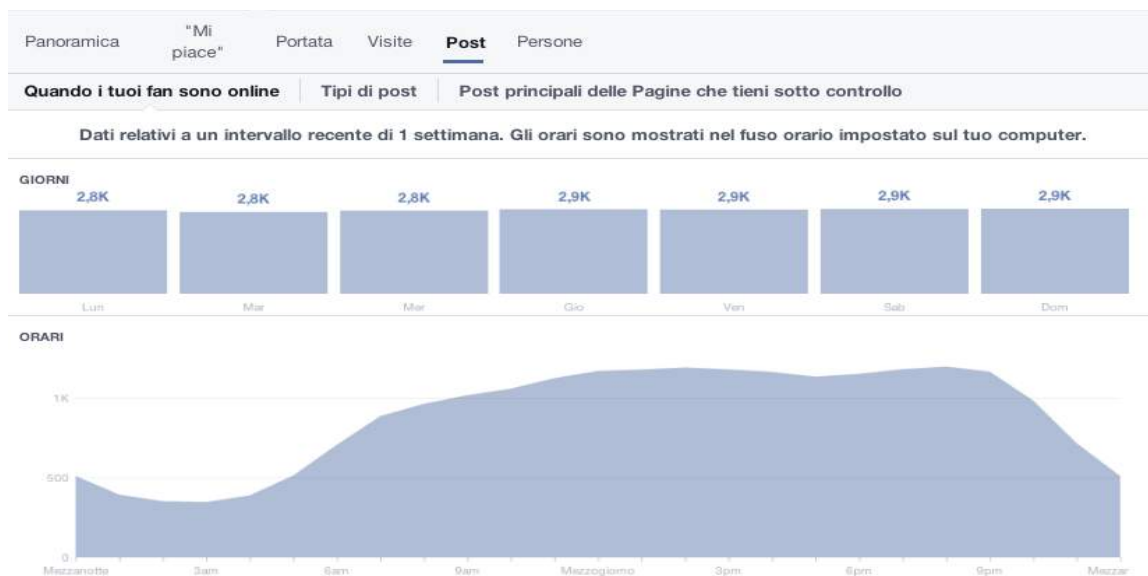 Panoramica "Mi piace" Portata Visite Post Persone
Quando i tuoi fan sono online Tipi di post Post principali delle Pagine che tieni sotto controllo
Dati relativi a un intervallo recente di 1 settimana. Gli orari sono mostrati nel fuso orario impostato sul tuo computer.
GIORNI
2,8K 2,8K 2,8K 2,9K 2,9K 2,9K 2,9K
Lun Mar Mer Gio Ven Sab Dom
ORARI
1K
500
0
Mezzanotte 3am 6am 9am Mezzogiorno 3pm 6pm 9pm Mezzar